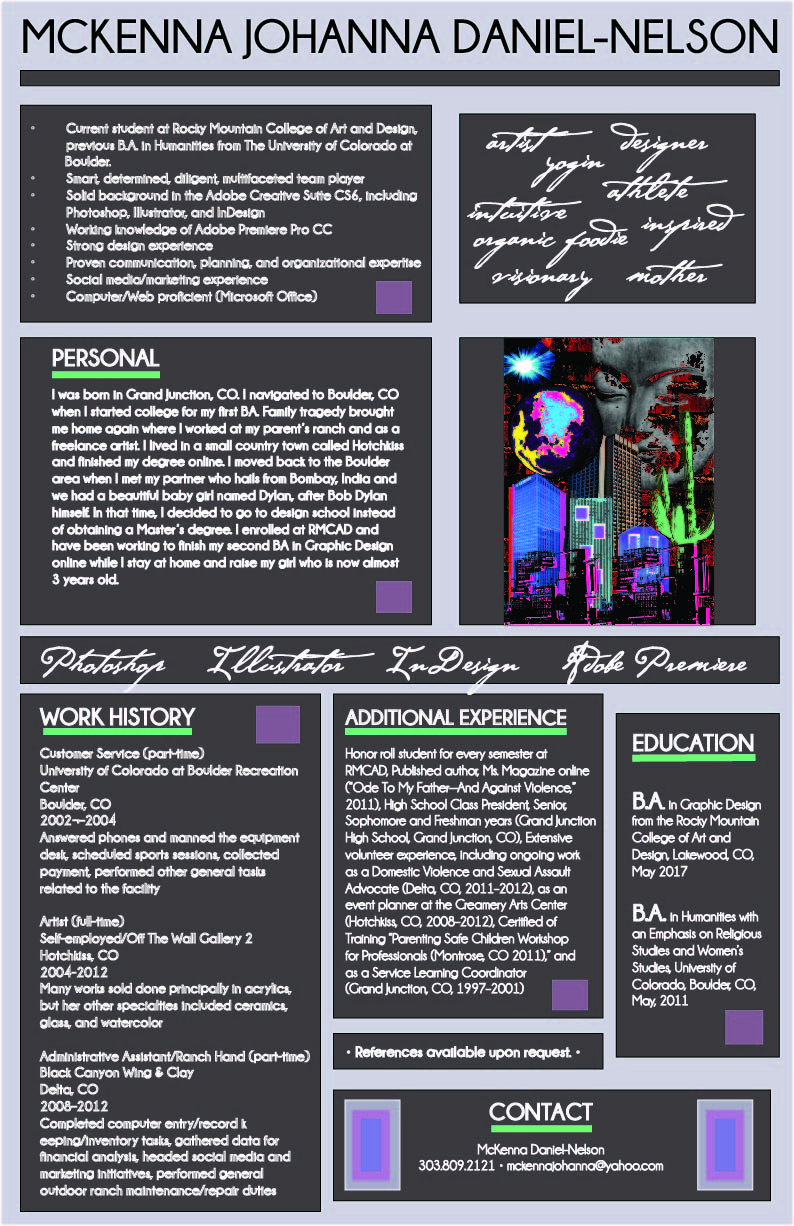 MCKENNA JOHANNA DANIEL-NELSON
◦ Current student at Rocky Mountain College of Art and Design,
previous B.A. in Humanities from The University of Colorado at
Boulder.
◦ Smart, determined, diligent, multifaceted team player
◦ Solid background in the Adobe Creative Suite CS6, including
Photoshop, Illustrator, and InDesign
◦ Working knowledge of Adobe Premiere Pro CC
◦ Strong design experience
◦ Proven communication, planning, and organizational expertise
◦ Social media/marketing experience
◦ Computer/Web proficient (Microsoft Office)
artist designer
yogin
athlete
intuitive
inspired
organic foodie
visionary mother
PERSONAL
I was born in Grand Junction, CO. I navigated to Boulder, CO
when I started college for my first BA. Family tragedy brought
me home again where I worked at my parent's ranch and as a
freelance artist. I lived in a small country town called Hotchkiss
and finished my degree online. I moved back to the Boulder
area when I met my partner who hails from Bombay, India and
we had a beautiful baby girl named Dylan, after Bob Dylan
himself. In that time, I decided to go to design school instead
of obtaining a Master's degree. I enrolled at RMCAD and
have been working to finish my second BA in Graphic Design
online while I stay at home and raise my girl who is now almost
3 years old.
Photoshop Illustrator InDesign Adobe Premiere
WORK HISTORY
Customer Service (part-time)
University of Colorado at Boulder Recreation
Center
Boulder, CO
2002¬–2004
Answered phones and manned the equipment
desk, scheduled sports sessions, collected
payment, performed other general tasks
related to the facility
Artist (full-time)
Self-employed/Off The Wall Gallery 2
Hotchkiss, CO
2004-2012
Many works sold done principally in acrylics,
but her other specialties included ceramics,
glass, and watercolor
Administrative Assistant/Ranch Hand (part-time)
Black Canyon Wing & Clay
Delta, CO
2008-2012
Completed computer entry/record k
eeping/inventory tasks, gathered data for
financial analysis, headed social media and
marketing initiatives, performed general
outdoor ranch maintenance/repair duties
ADDITIONAL EXPERIENCE
Honor roll student for every semester at
RMCAD, Published author, Ms. Magazine online
("Ode To My Father—And Against Violence,"
2011), High School Class President, Senior,
Sophomore and Freshman years (Grand Junction
High School, Grand Junction, CO), Extensive
volunteer experience, including ongoing work
as a Domestic Violence and Sexual Assault
Advocate (Delta, CO, 2011-2012), as an
event planner at the Creamery Arts Center
(Hotchkiss, CO, 2008-2012), Certified of
Training "Parenting Safe Children Workshop
for Professionals (Montrose, CO 2011)," and
as a Service Learning Coordinator
(Grand Junction, CO, 1997-2001)
EDUCATION
B.A. in Graphic Design
from the Rocky Mountain
College of Art and
Design, Lakewood, CO,
May 2017
B.A. in Humanities with
an Emphasis on Religious
Studies and Women's
Studies, University of
Colorado, Boulder, CO,
May, 2011
• References available upon request. •
CONTACT
McKenna Daniel-Nelson
303.809.2121 • mckennajohanna@yahoo.com